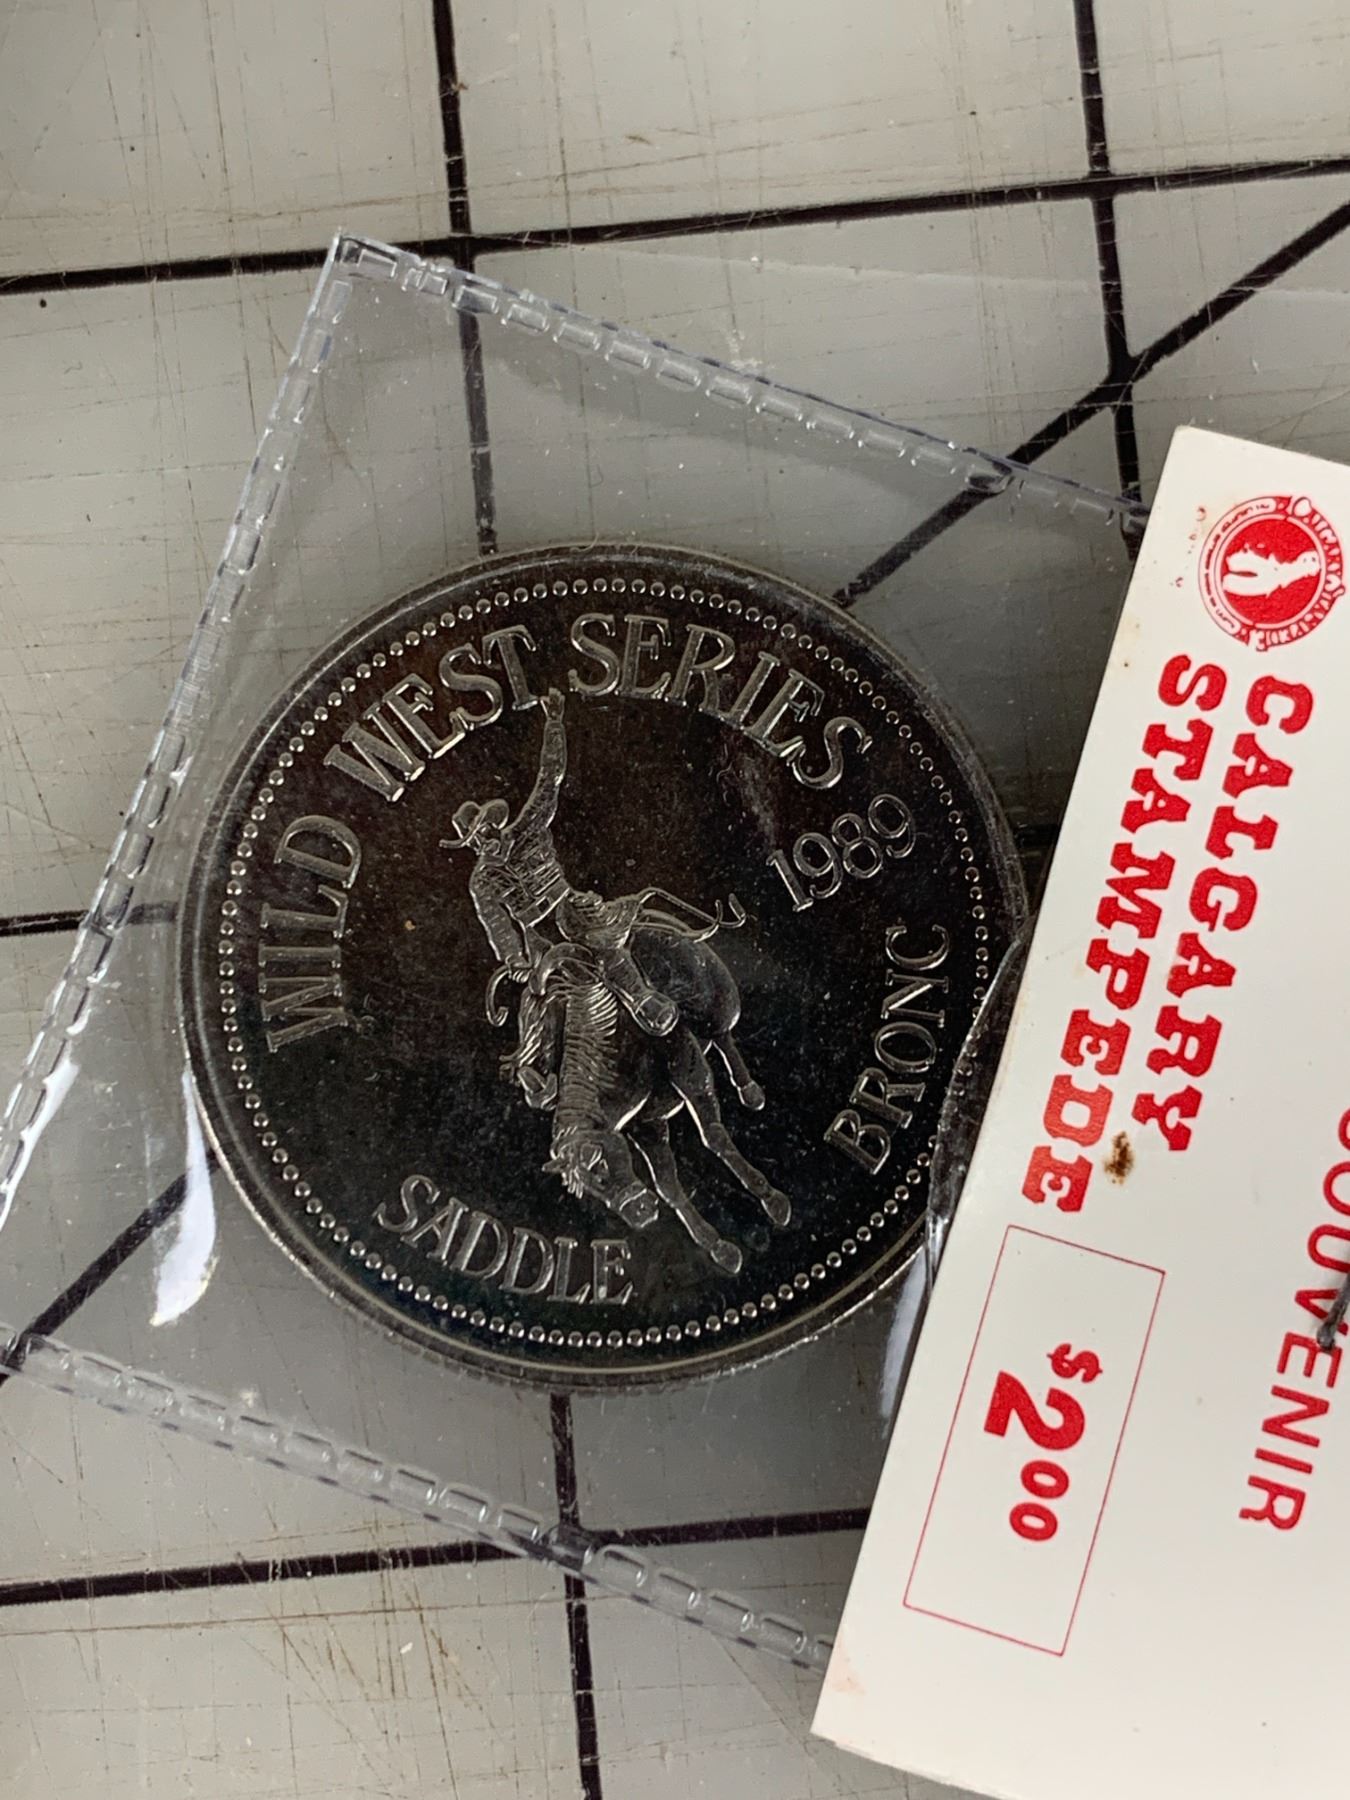 WILD WEST SERIES
1989
SADDLE BRONC
CALGARY
STAMPEDE
$2.00
SOUVENIR